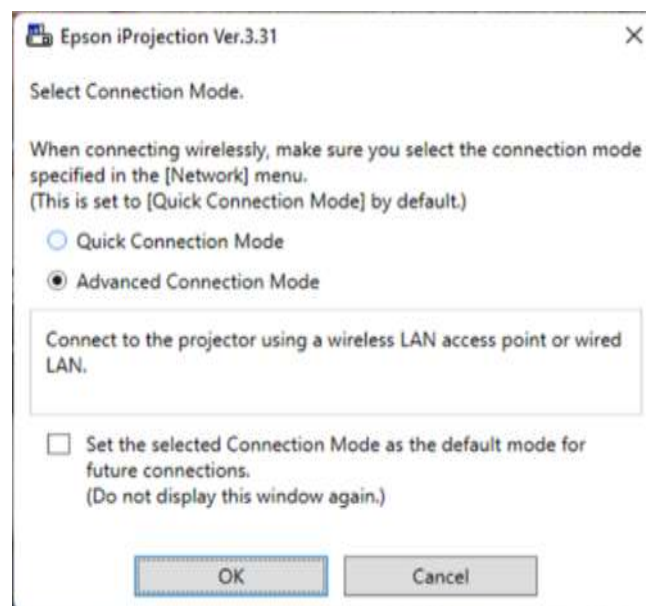 Epson iProjection Ver.3.31
Select Connection Mode.
When connecting wirelessly, make sure you select the connection mode
specified in the [Network] menu.
(This is set to [Quick Connection Mode] by default.)
Quick Connection Mode
Advanced Connection Mode
Connect to the projector using a wireless LAN access point or wired
LAN.
Set the selected Connection Mode as the default mode for
future connections.
(Do not display this window again.)
OK
Cancel